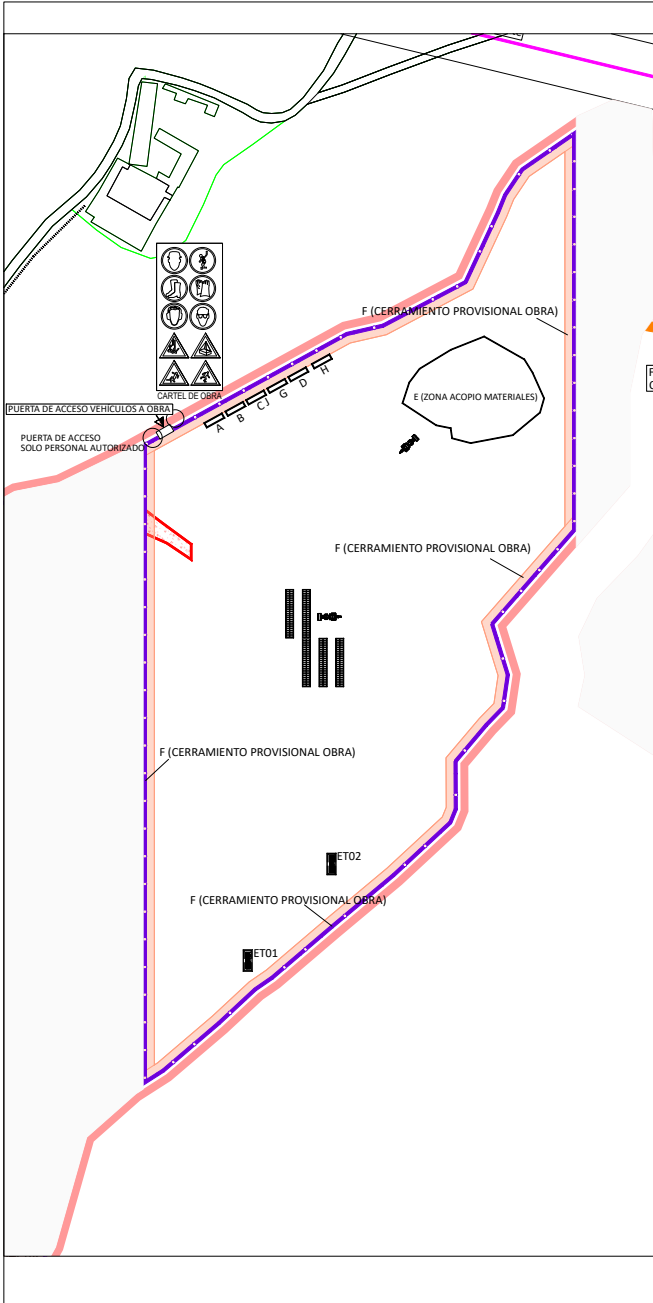 F (CERRAMIENTO PROVISIONAL OBRA)
E (ZONA ACOPIO MATERIALES)
CARTEL DE OBRA
PUERTA DE ACCESO VEHÍCULOS A OBRA
PUERTA DE ACCESO
SOLO PERSONAL AUTORIZADO
A
B
CJ
G
D
H
F (CERRAMIENTO PROVISIONAL OBRA)
F (CERRAMIENTO PROVISIONAL OBRA)
ET02
F (CERRAMIENTO PROVISIONAL OBRA)
ET01